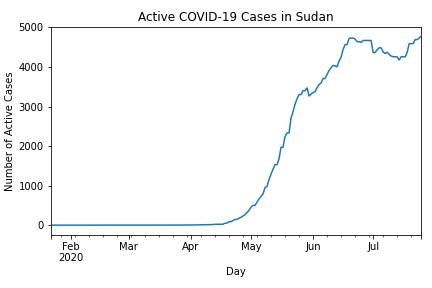 Active COVID-19 Cases in Sudan
Number of Active Cases
5000
4000
3000
2000
1000
0
Feb Mar Apr May Jun Jul
2020
Day